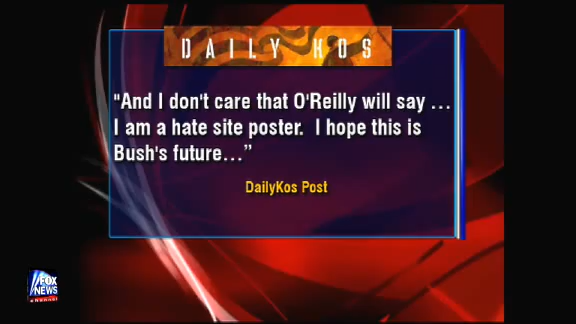 DAILY KOS
"And I don't care that O'Reilly will say ...
I am a hate site poster.  I hope this is
Bush's future..."
DailyKos Post
FOX
NEWS
channel